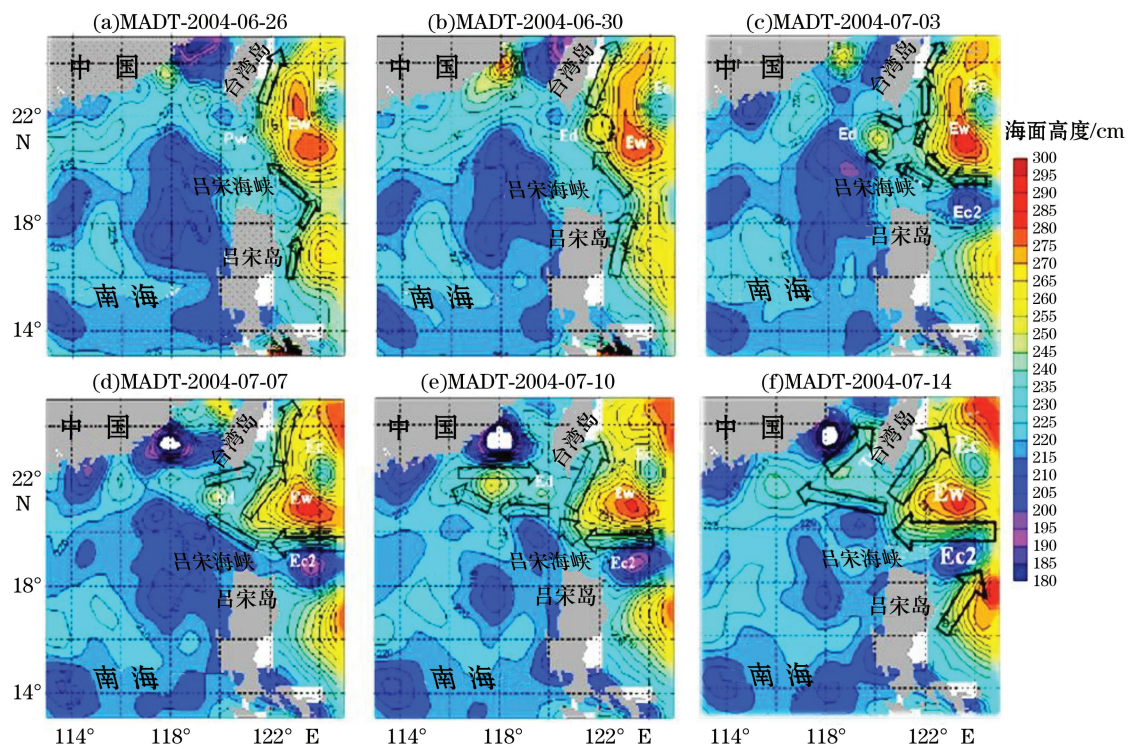 (a)MADT-2004-06-26
(b)MADT-2004-06-30
(c)MADT-2004-07-03
中 国
台湾岛
Ec
Ew
Pw
吕宋海峡
吕宋岛
南 海
22°
N
18°
14°
中 国
台湾岛
Ec
Ed
Ew
吕宋海峡
吕宋岛
南 海
中 国
台湾岛
Ec
Ed
Ew
吕宋海峡
Ec2
吕宋岛
南 海
海面高度/cm
300
295
290
285
280
275
270
265
260
255
250
245
240
235
230
225
220
215
210
205
200
195
190
185
180
(d)MADT-2004-07-07
(e)MADT-2004-07-10
(f)MADT-2004-07-14
中 国
台湾岛
Ec
Ed
Ew
吕宋海峡
Ec2
吕宋岛
南 海
22°
N
18°
14°
114°
118°
122° E
中 国
台湾岛
Ec
Ed
Ew
吕宋海峡
Ec2
吕宋岛
南 海
114°
118°
122° E
中 国
台湾岛
Ec
Ew
吕宋海峡
Ec2
吕宋岛
南 海
114°
118°
122° E